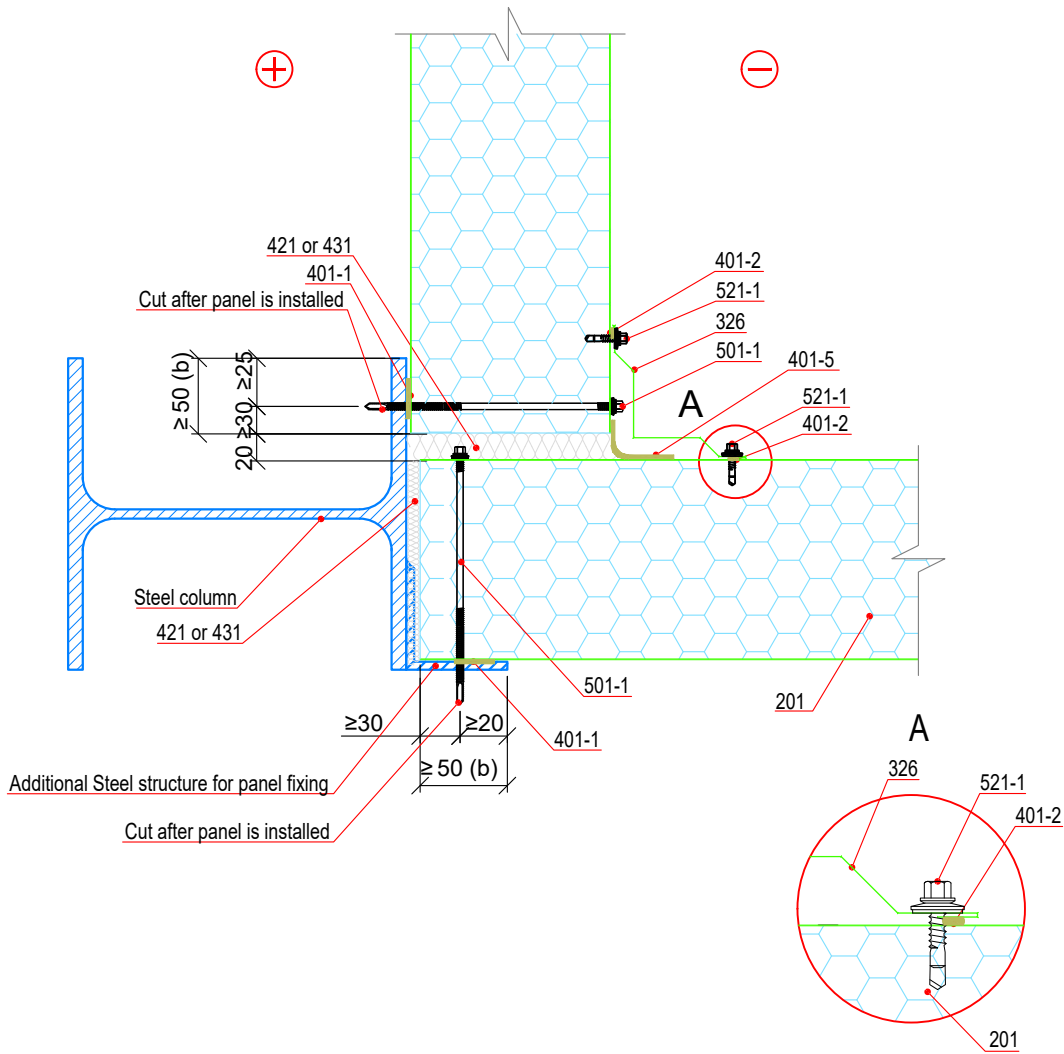 421 or 431
401-1
Cut after panel is installed
401-2
521-1
326
501-1
401-5
A
521-1
401-2
≥ 50 (b)
≥25
≥30
20
Steel column
421 or 431
501-1
201
≥30
≥20
401-1
≥ 50 (b)
Additional Steel structure for panel fixing
Cut after panel is installed
A
326
521-1
401-2
201